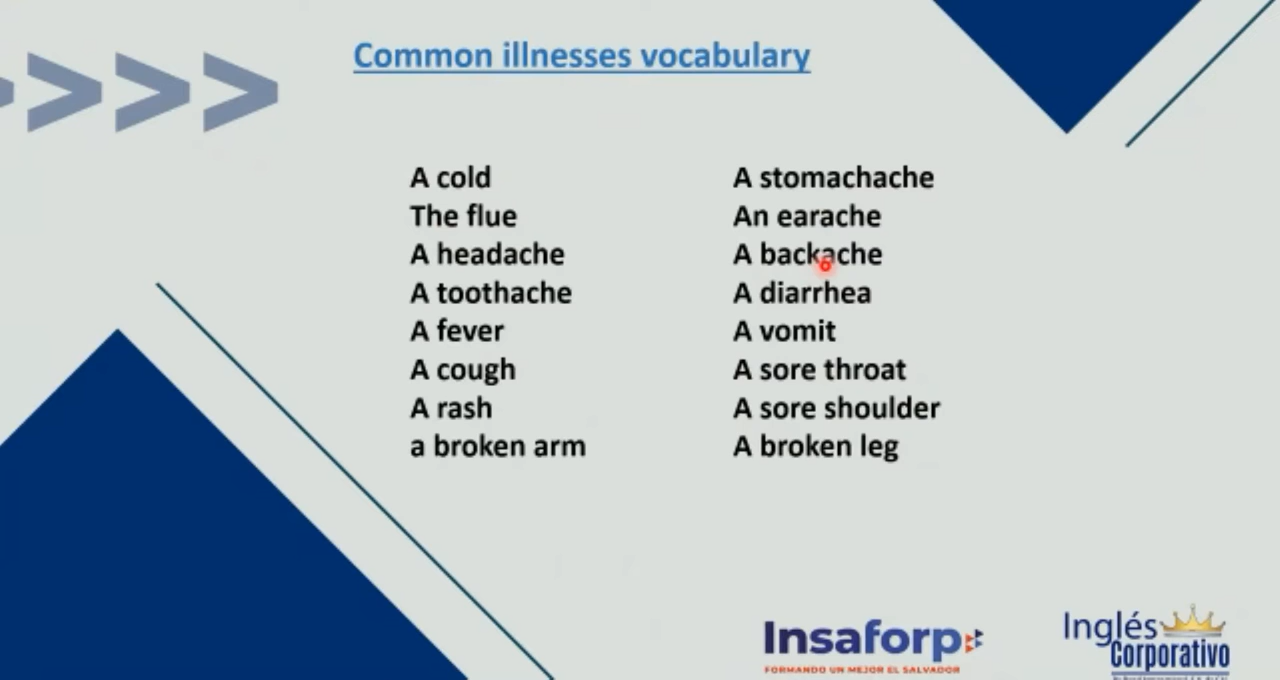 Common illnesses vocabulary
A cold
The flue
A headache
A toothache
A fever
A cough
A rash
a broken arm
A stomachache
An earache
A backache
A diarrhea
A vomit
A sore throat
A sore shoulder
A broken leg
Insaforp
FORMANDO UN MEJOR EL SALVADOR
Inglés
Corporativo